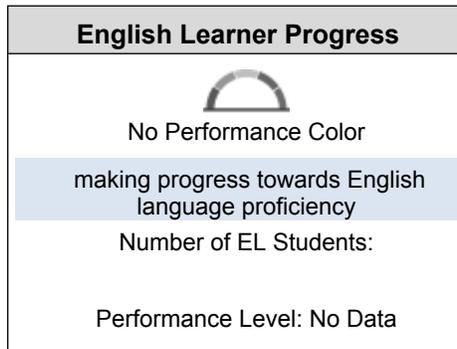 English Learner Progress
No Performance Color
making progress towards English
language proficiency
Number of EL Students:
Performance Level: No Data